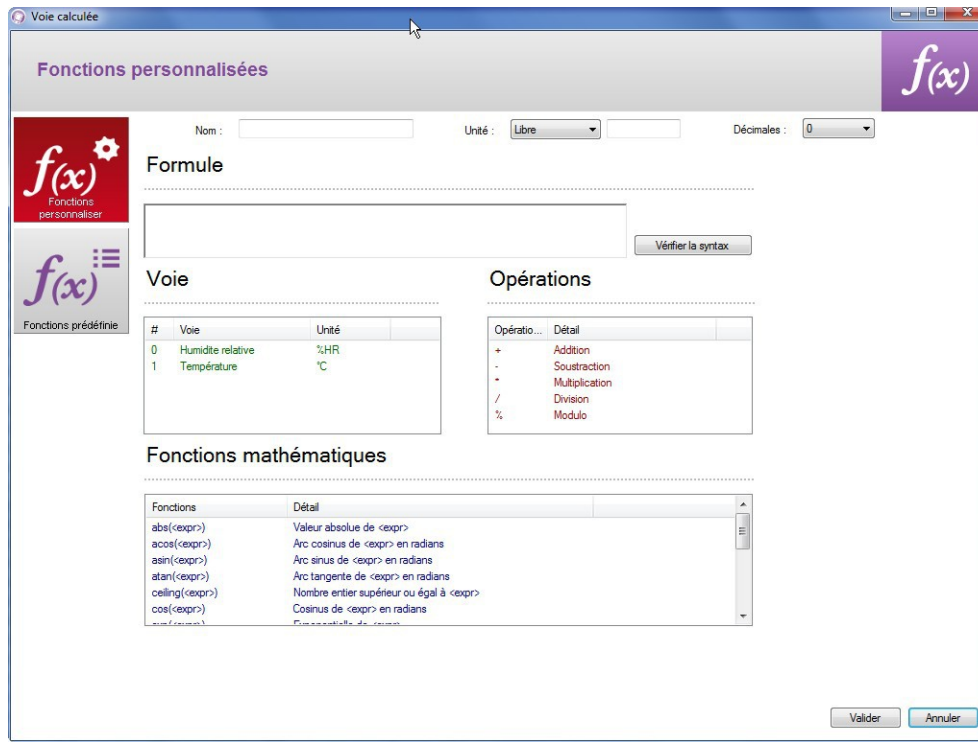 Voie calculée
Fonctions personnalisées
f(x)
f(x)
Fonctions
personnaliser
f(x)
Fonctions prédéfinie
Nom :
Unité : Libre
Décimales : 0
Formule
Vérifier la syntax
Voie
# Voie Unité
0 Humidite relative %HR
1 Température °C
Opérations
Opératio... Détail
+ Addition
- Soustraction
* Multiplication
/ Division
% Modulo
Fonctions mathématiques
Fonctions Détail
abs(<expr>) Valeur absolue de <expr>
acos(<expr>) Arc cosinus de <expr> en radians
asin(<expr>) Arc sinus de <expr> en radians
atan(<expr>) Arc tangente de <expr> en radians
ceiling(<expr>) Nombre entier supérieur ou égal à <expr>
cos(<expr>) Cosinus de <expr> en radians
Valider Annuler